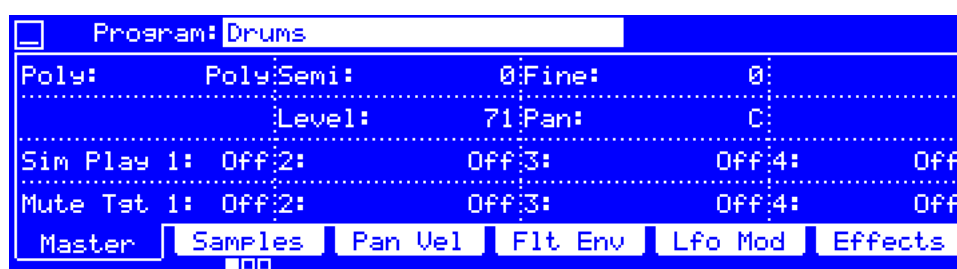 Program: Drums
Poly: Poly Semi: 0 Fine: 0
Level: 71 Pan: C
Sim Play 1: Off 2: Off 3: Off 4: Off
Mute Tgt 1: Off 2: Off 3: Off 4: Off
Master Samples Pan Vel Flt Env Lfo Mod Effects